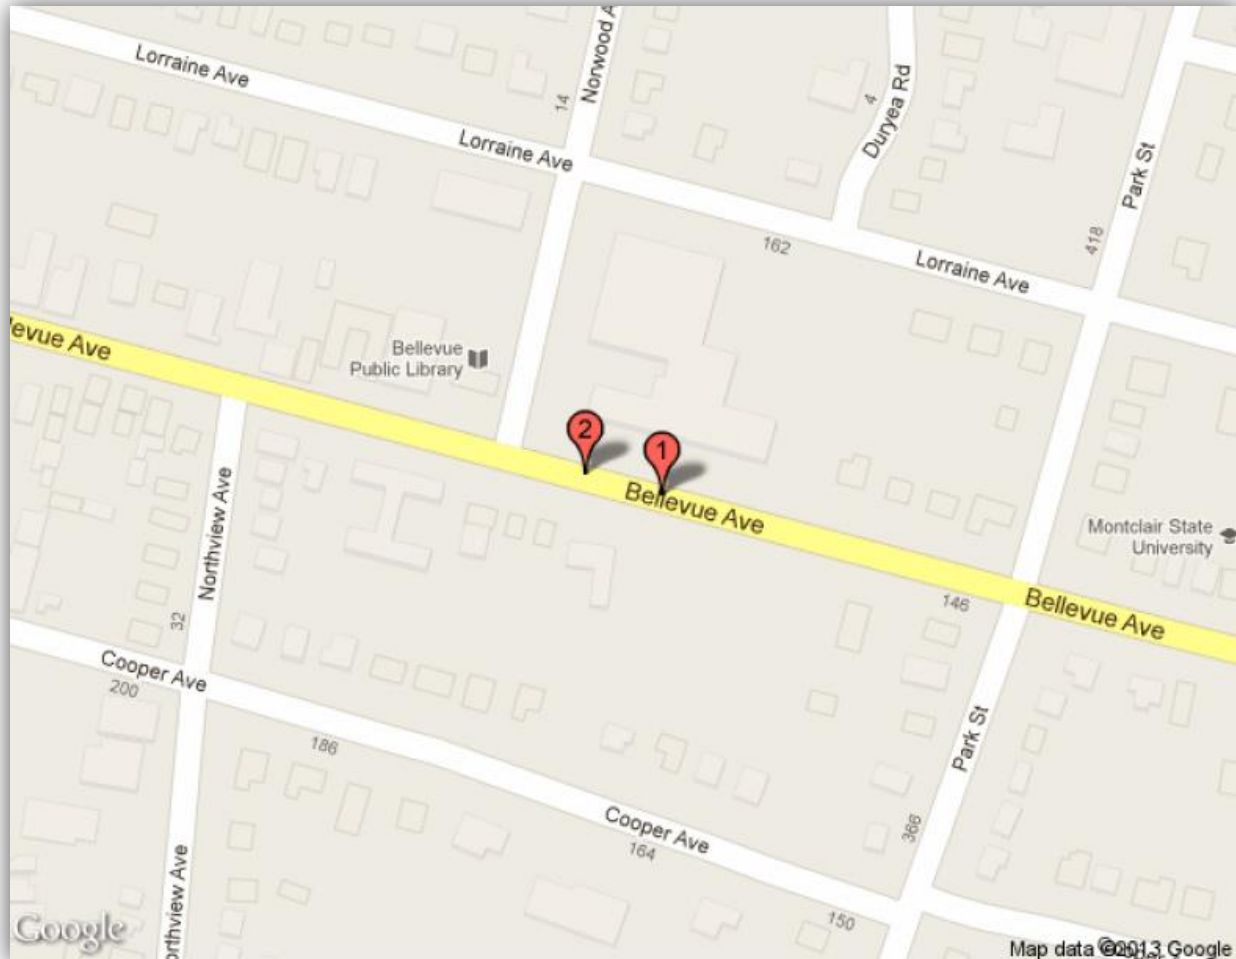 Lorraine Ave
Norwood A
14
Lorraine Ave
4
Duryea Rd
Park St
418
162
Lorraine Ave
levue Ave
Bellevue
Public Library
2
1
Bellevue Ave
Northview Ave
32
Montclair State
University
146
Bellevue Ave
Cooper Ave
200
186
Park St
366
Cooper Ave
164
150
orthview Ave
Google
Map data ©2013 Google